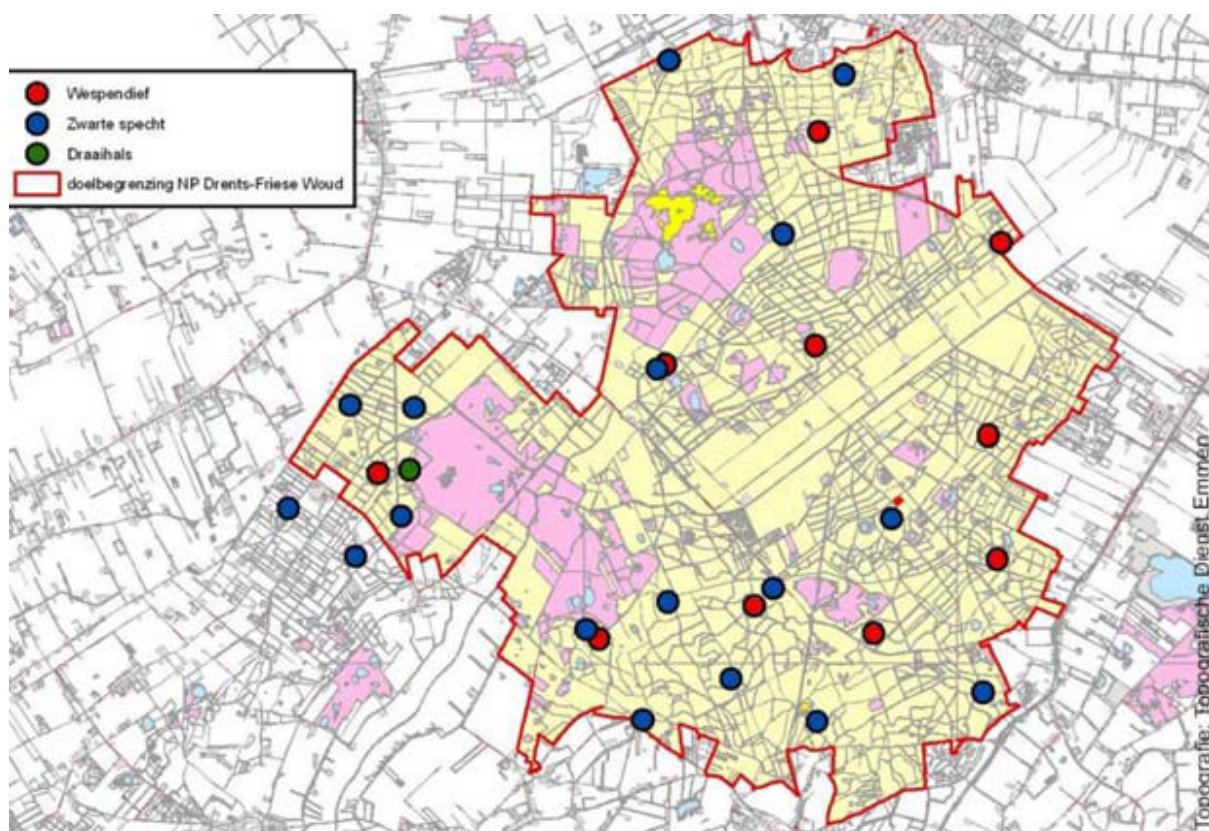 Wespendief
Zwarte specht
Draaihals
doelbegrenzing NP Drents-Friese Woud
Topografie: Topografische Dienst Emmen